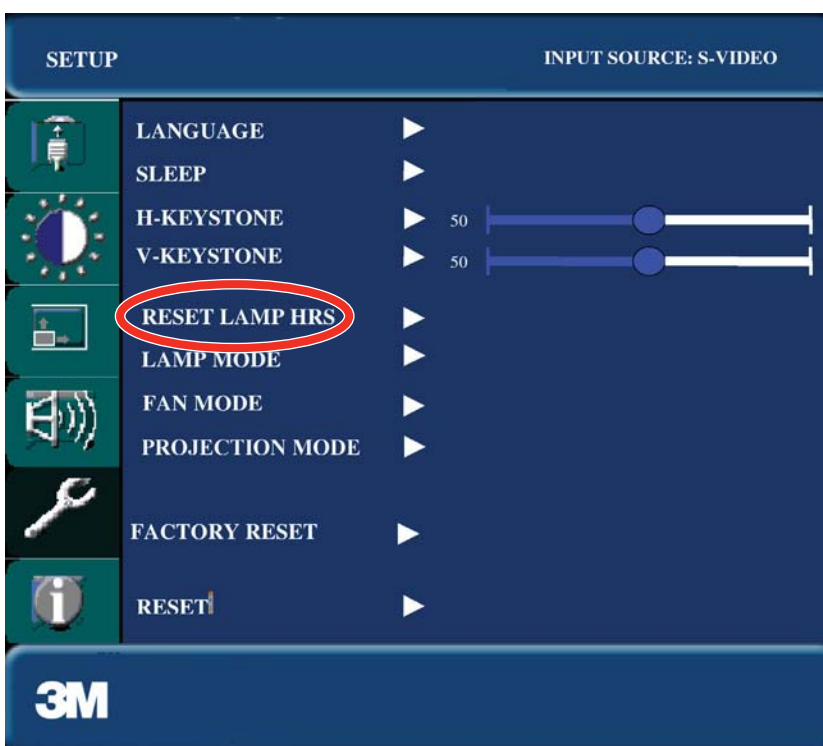 SETUP INPUT SOURCE: S-VIDEO
LANGUAGE
SLEEP
H-KEYSTONE 50
V-KEYSTONE 50
RESET LAMP HRS
LAMP MODE
FAN MODE
PROJECTION MODE
FACTORY RESET
RESET
i
3M